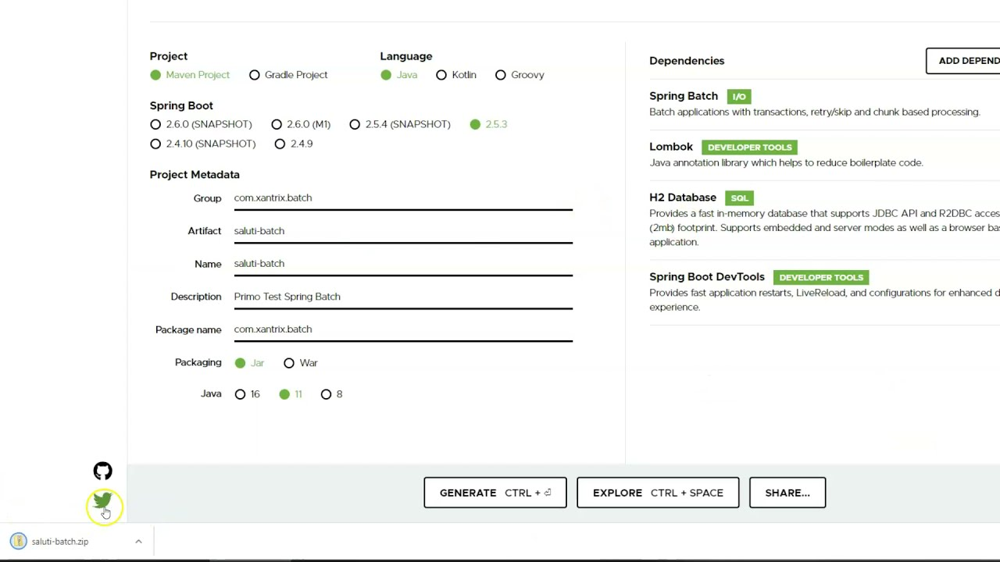 Project
Maven Project
Gradle Project
Language
Java
Kotlin
Groovy
Spring Boot
2.6.0 (SNAPSHOT)
2.6.0 (M1)
2.5.4 (SNAPSHOT)
2.5.3
2.4.10 (SNAPSHOT)
2.4.9
Project Metadata
Group com.xantrix.batch
Artifact saluti-batch
Name saluti-batch
Description Primo Test Spring Batch
Package name com.xantrix.batch
Packaging Jar War
Java 16 11 8
Dependencies
ADD DEPEND
Spring Batch I/O
Batch applications with transactions, retry/skip and chunk based processing.
Lombok DEVELOPER TOOLS
Java annotation library which helps to reduce boilerplate code.
H2 Database SQL
Provides a fast in-memory database that supports JDBC API and R2DBC acces
(2mb) footprint. Supports embedded and server modes as well as a browser bas
application.
Spring Boot DevTools DEVELOPER TOOLS
Provides fast application restarts, LiveReload, and configurations for enhanced d
experience.
GENERATE CTRL + ⏎
EXPLORE CTRL + SPACE
SHARE...
saluti-batch.zip